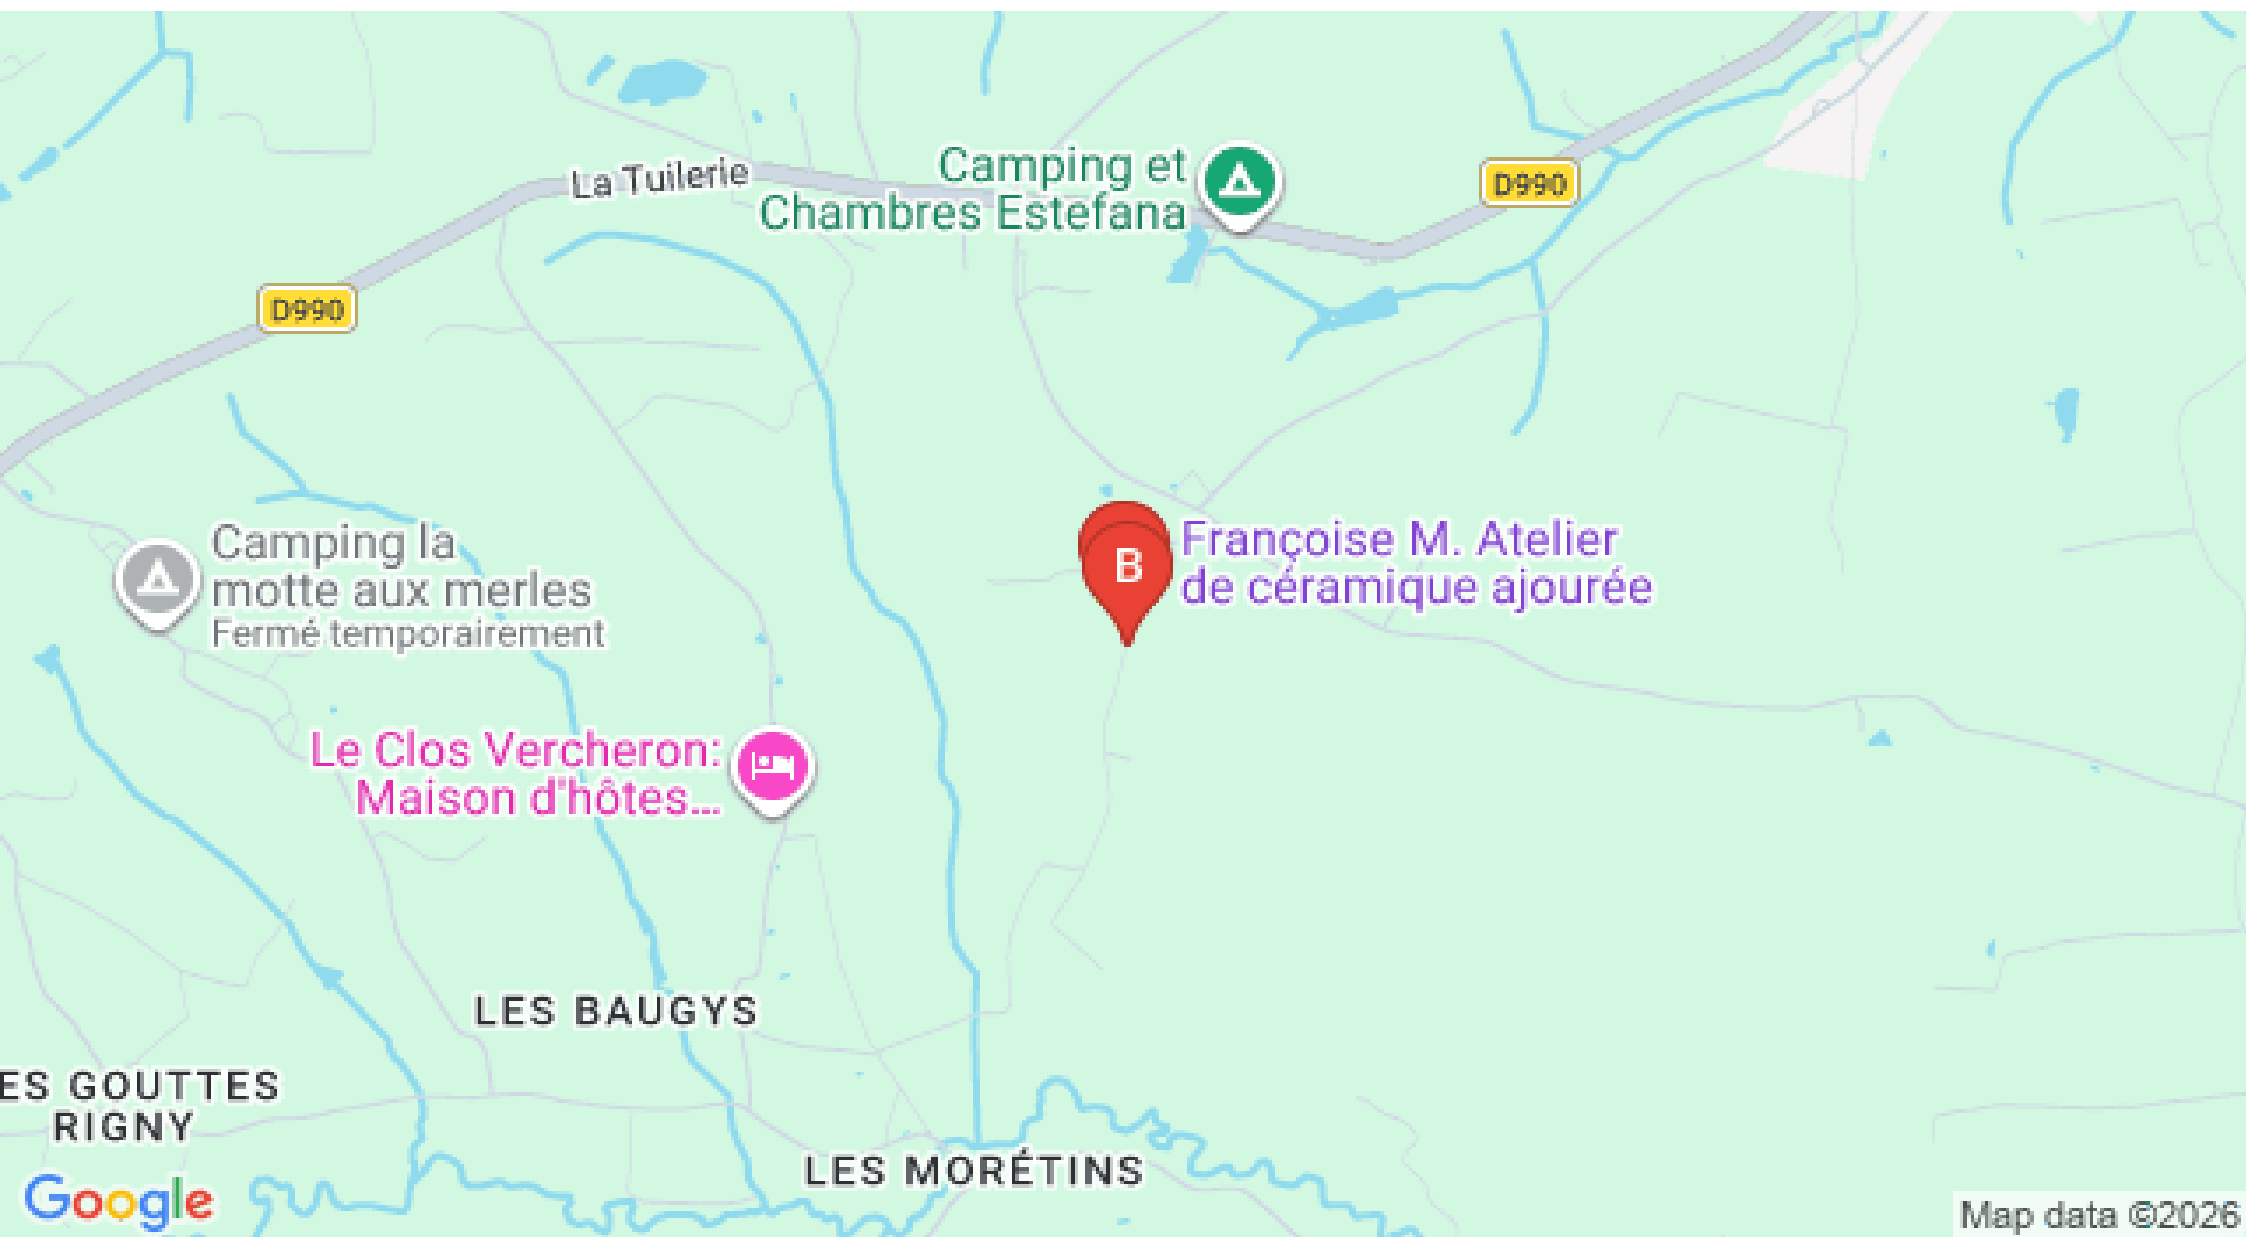 La Tuilerie
Camping et
Chambres Estefana
D990
D990
Françoise M. Atelier
de céramique ajourée
B
Camping la
motte aux merles
Fermé temporairement
Le Clos Vercheron:
Maison d'hôtes...
LES BAUGYS
ES GOUTTES
RIGNY
LES MORÉTINS
Google
Map data ©2026